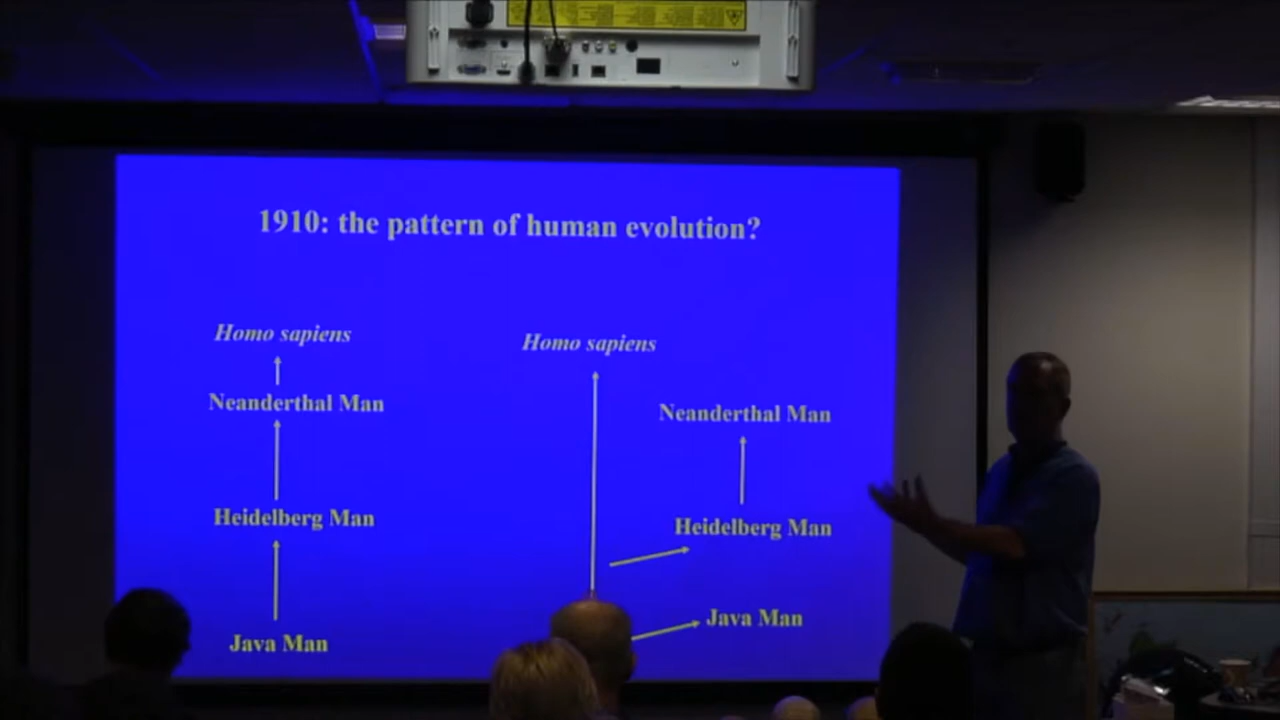 1910: the pattern of human evolution?
Homo sapiens
Neanderthal Man
Heidelberg Man
Java Man
Homo sapiens
Neanderthal Man
Heidelberg Man
Java Man